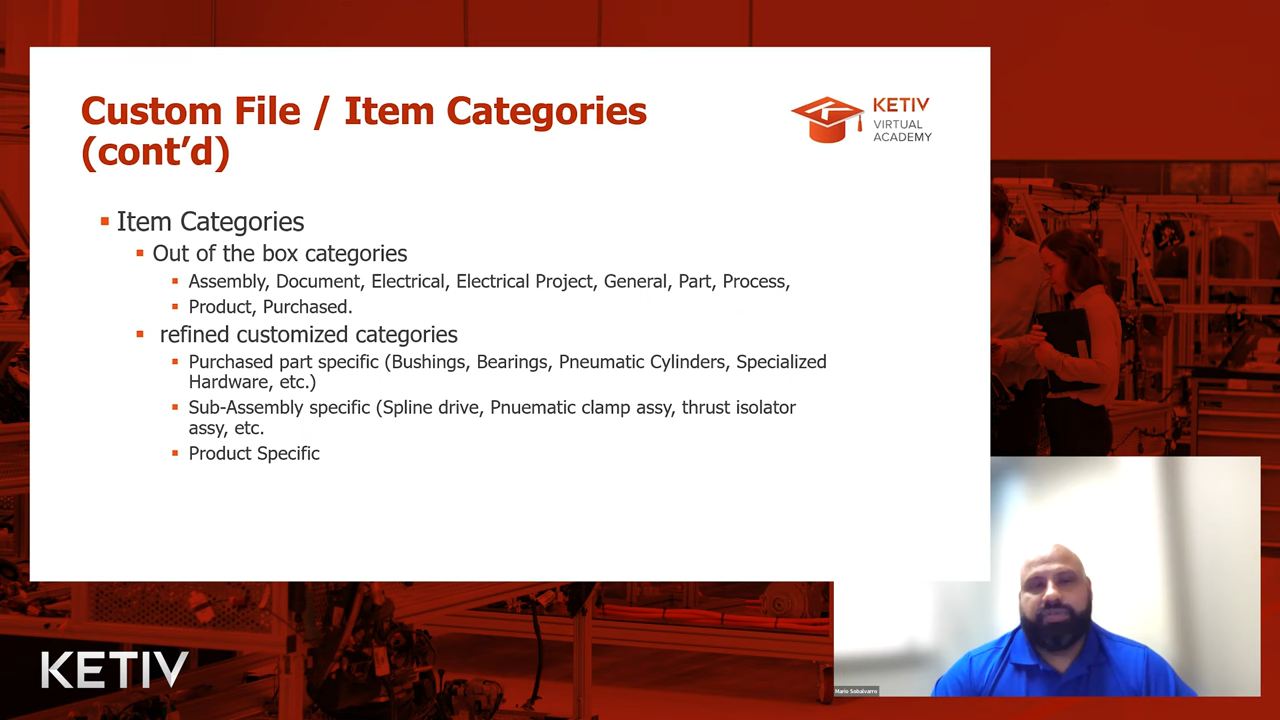 Custom File / Item Categories
(cont’d)
KETIV
VIRTUAL
ACADEMY
Item Categories
Out of the box categories
Assembly, Document, Electrical, Electrical Project, General, Part, Process,
Product, Purchased.
refined customized categories
Purchased part specific (Bushings, Bearings, Pneumatic Cylinders, Specialized
Hardware, etc.)
Sub-Assembly specific (Spline drive, Pnuematic clamp assy, thrust isolator
assy, etc.
Product Specific
KETIV
Mario Sobalvarro